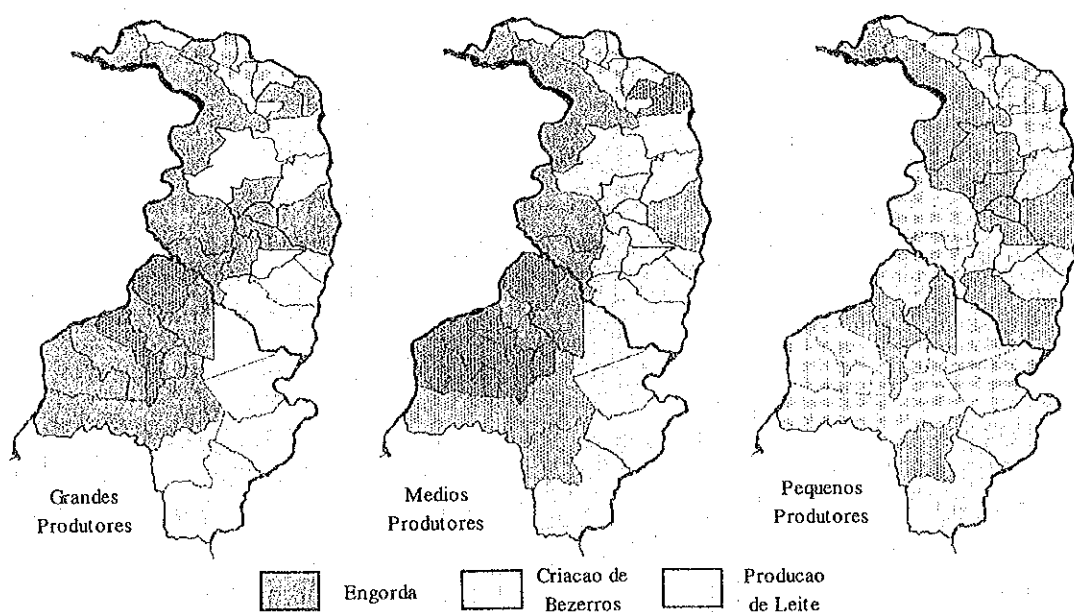 Grandes
Produtores
Medios
Produtores
Pequenos
Produtores
Engorda
Criacao de
Bezerros
Producao
de Leite